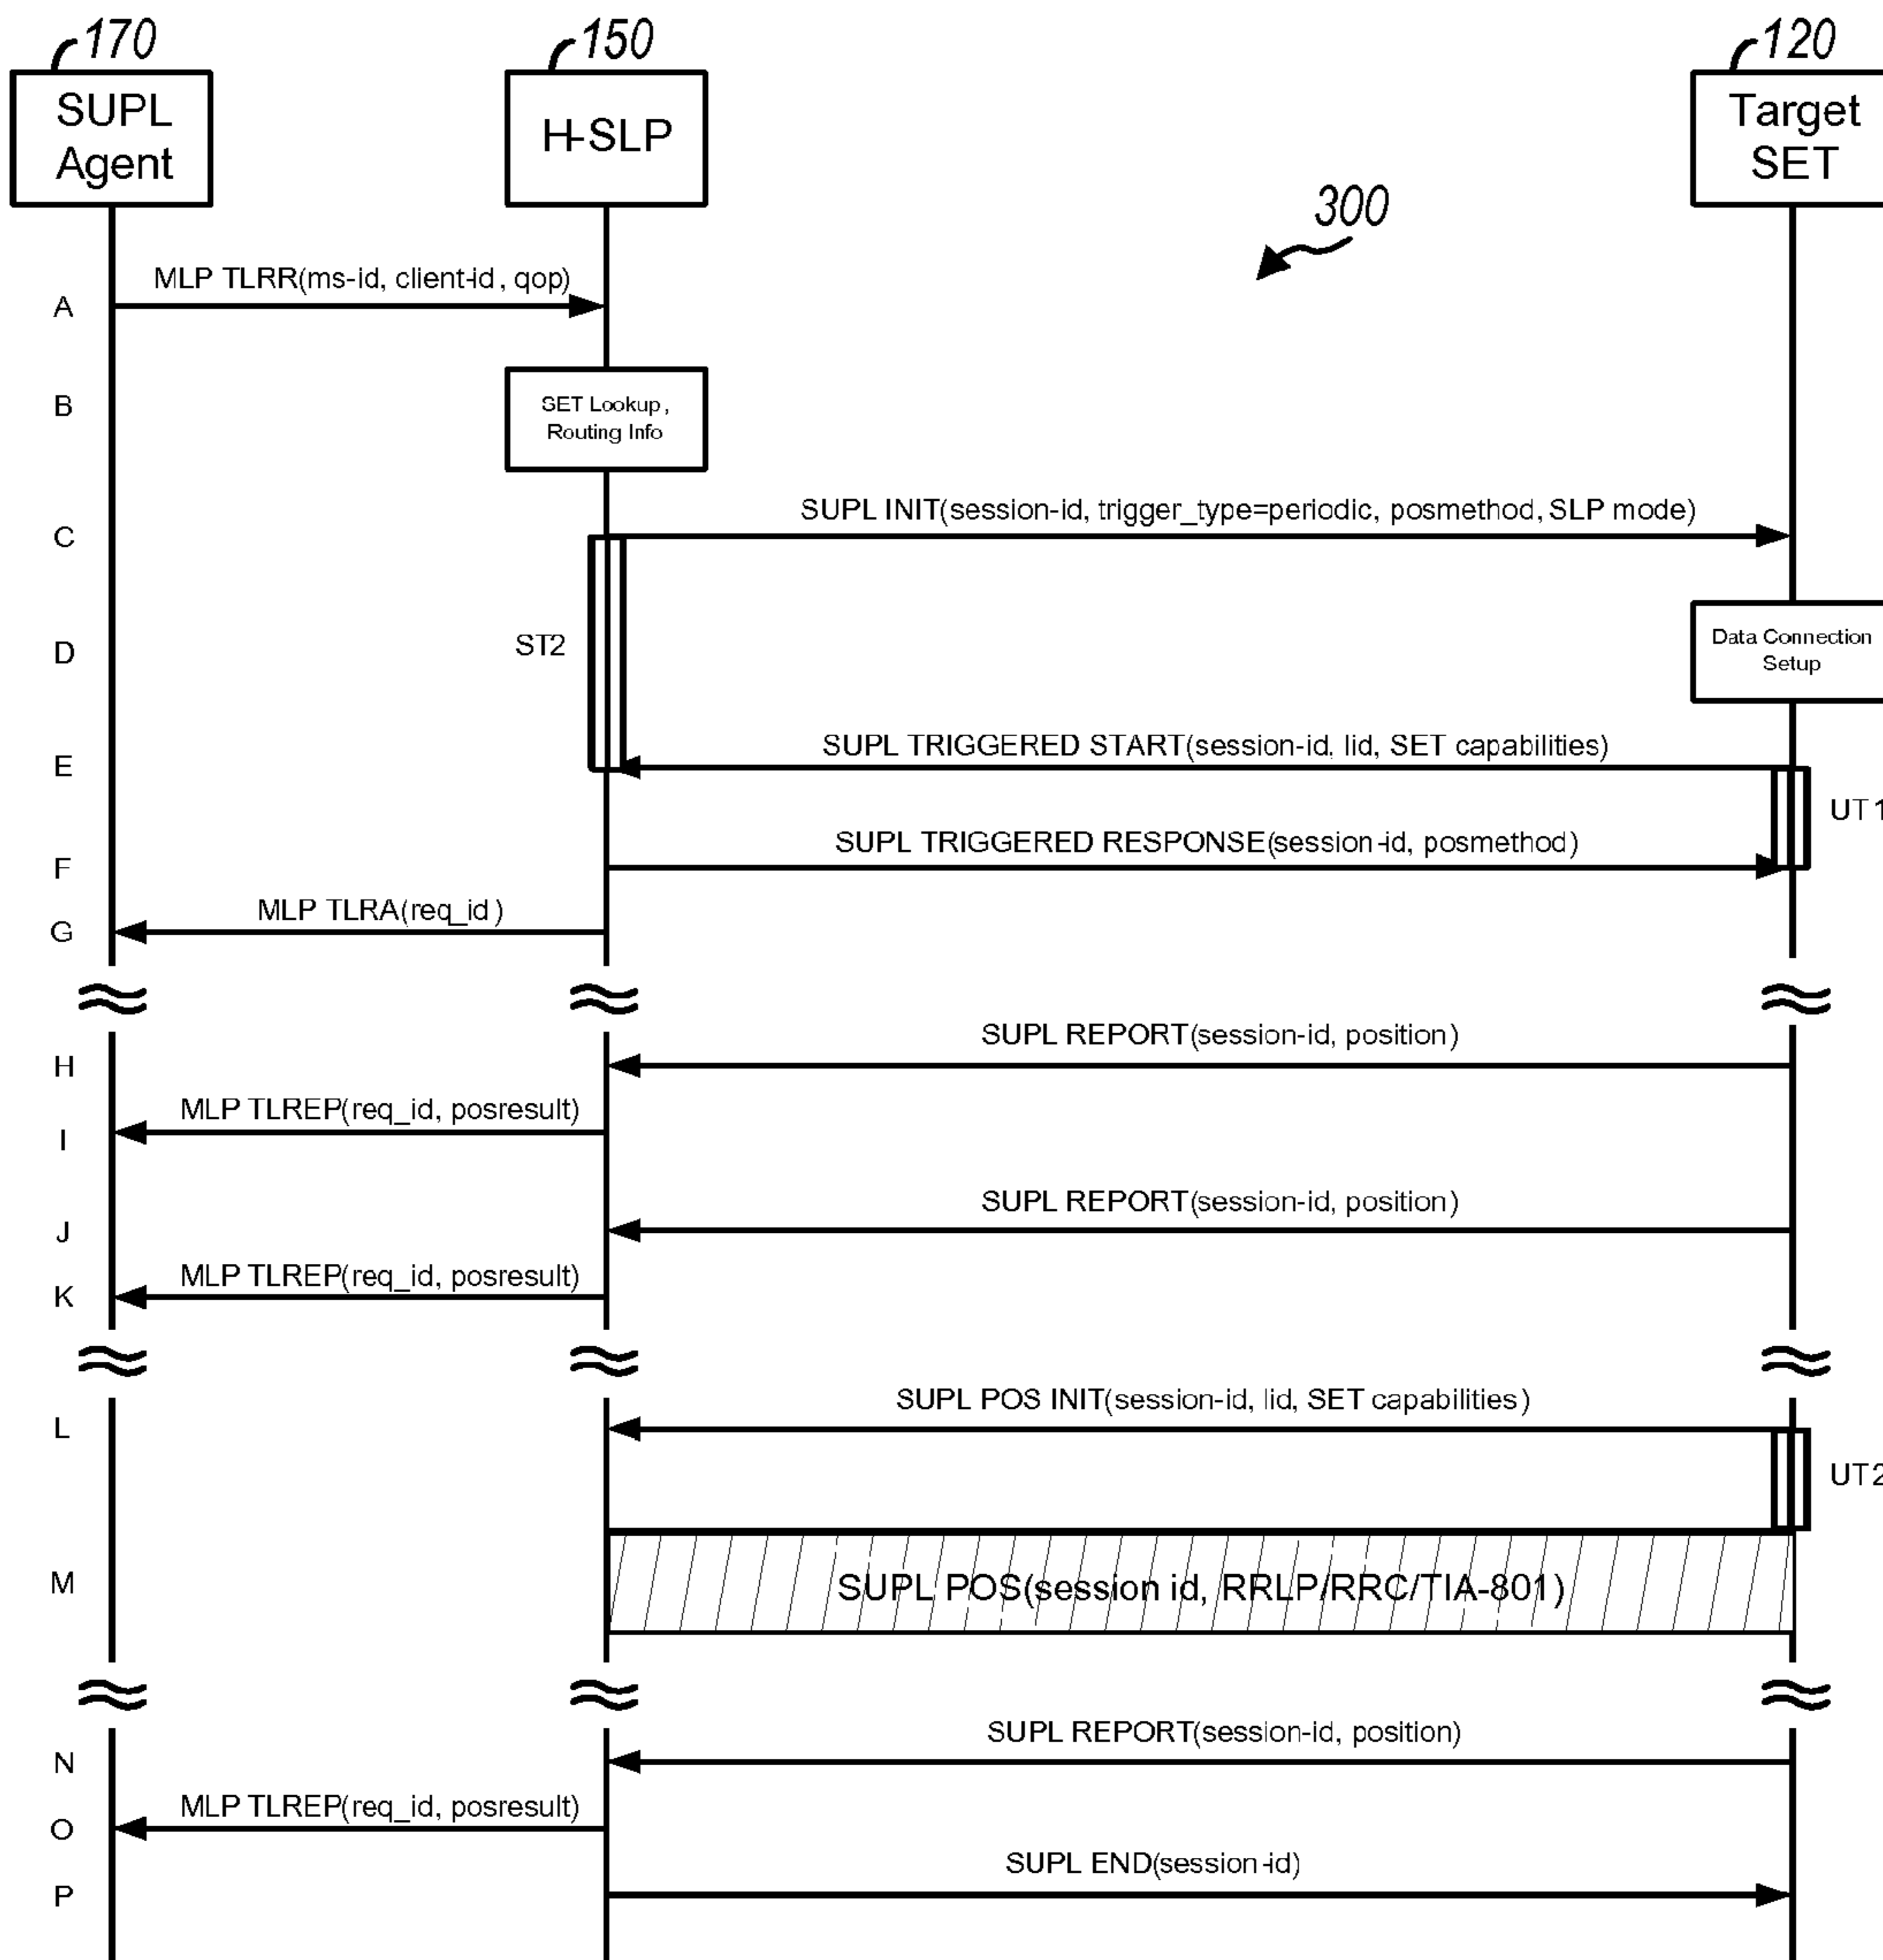 170
150
120
SUPL
Agent
H-SLP
Target
SET
300
MLP TLRR(ms-id, client-id, qop)
A
B
SET Lookup,
Routing Info
SUPL INIT(session-id, trigger_type=periodic, posmethod, SLP mode)
C
ST2
D
Data Connection
Setup
SUPL TRIGGERED START(session-id, lid, SET capabilities)
E
UT1
SUPL TRIGGERED RESPONSE(session-id, posmethod)
F
MLP TLRA(req_id)
G
SUPL REPORT(session-id, position)
H
MLP TLREP(req_id, posresult)
I
SUPL REPORT(session-id, position)
J
MLP TLREP(req_id, posresult)
K
SUPL POS INIT(session-id, lid, SET capabilities)
L
UT2
M
SUPL POS(session id, RRLP/RRC/TIA-801)
SUPL REPORT(session-id, position)
N
MLP TLREP(req_id, posresult)
O
SUPL END(session-id)
P